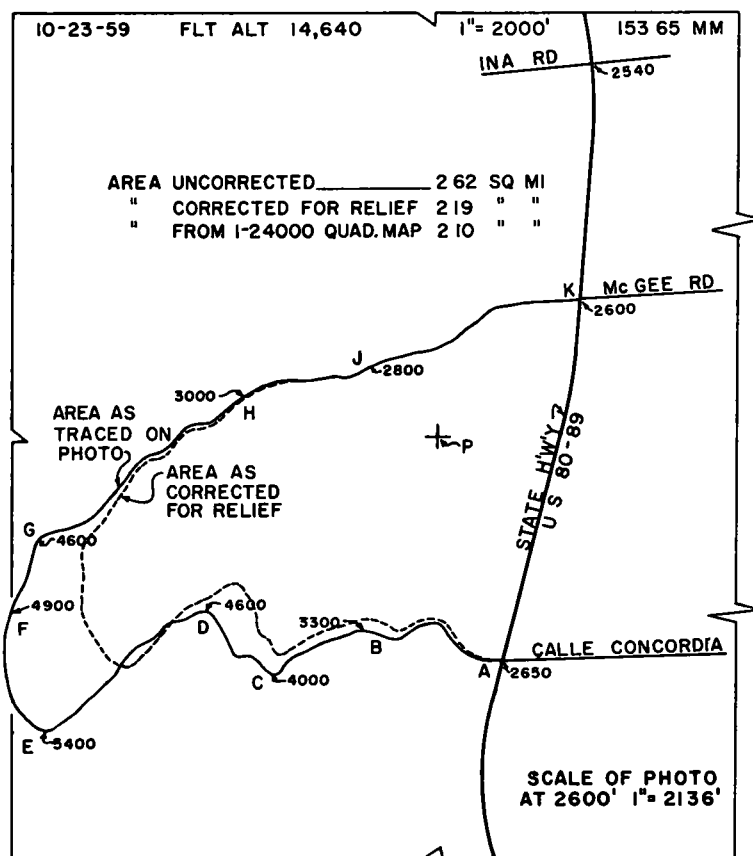 10-23-59 FLT ALT 14,640 1"= 2000' 153 65 MM
INA RD
2540
AREA UNCORRECTED________ 2 62 SQ MI
" CORRECTED FOR RELIEF 2 19 " "
" FROM 1-24000 QUAD. MAP 2 10 " "
K McGEE RD
2600
J
2800
3000
H
AREA AS
TRACED ON
PHOTO
P
STATE H'W'Y
U S 80-89
AREA AS
CORRECTED
FOR RELIEF
G
4600
F
4900
4600
D
3300
B
CALLE CONCORDIA
A
2650
C
4000
E
5400
SCALE OF PHOTO
AT 2600' 1"= 2136'